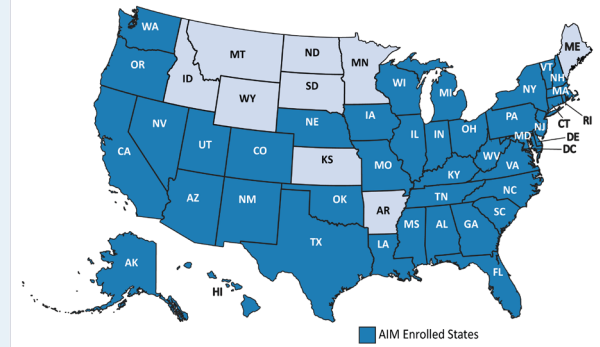 WA
MT
ND
MN
ME
OR
ID
SD
WI
MI
VT
NH
NY
MA
WY
RI
CT
NV
NE
IA
PA
NJ
IL
IN
OH
MD
DE
DC
CA
UT
CO
KS
MO
WV
VA
KY
AZ
NM
OK
AR
TN
NC
SC
MS
AL
GA
TX
LA
FL
AK
HI
AIM Enrolled States